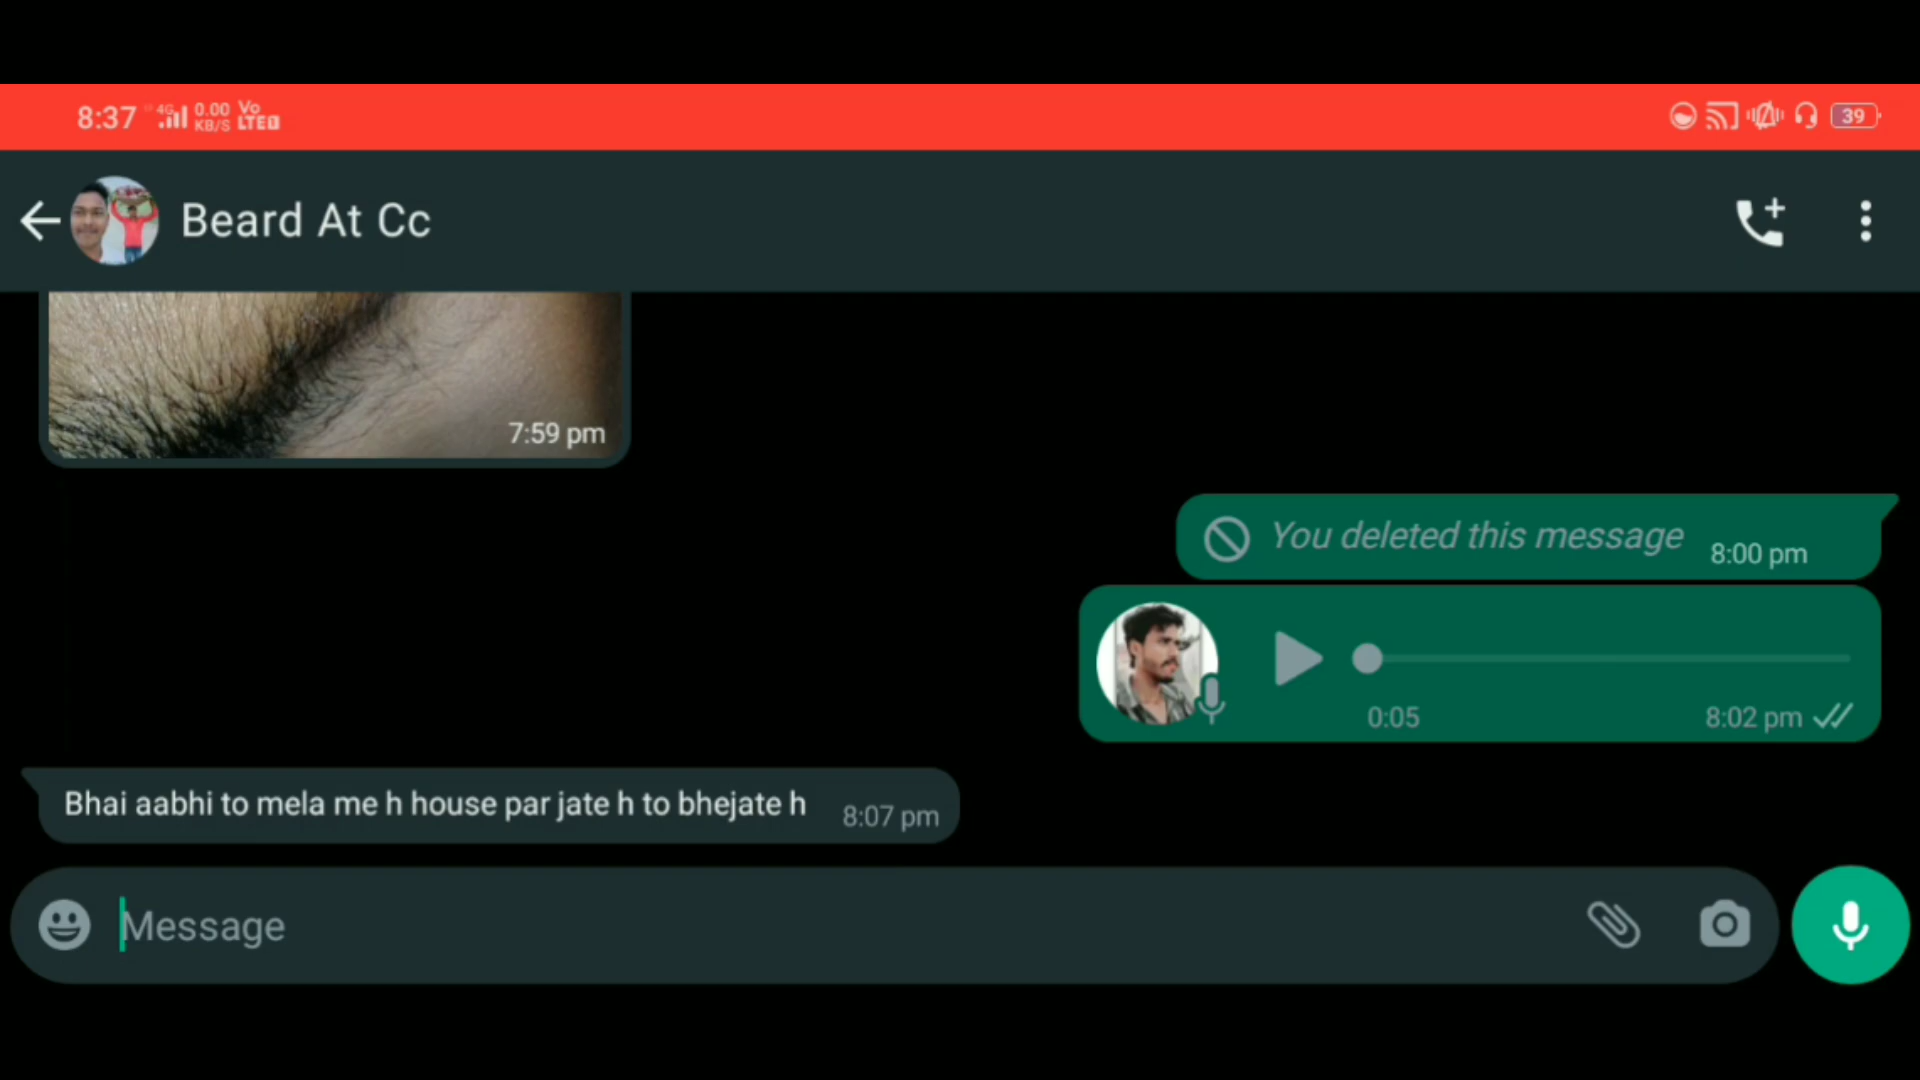 8:37 4G 0.00 KB/S Vo LTE 39
Beard At Cc
7:59 pm
You deleted this message 8:00 pm
0:05 8:02 pm
Bhai aabhi to mela me h house par jate h to bhejate h 8:07 pm
Message